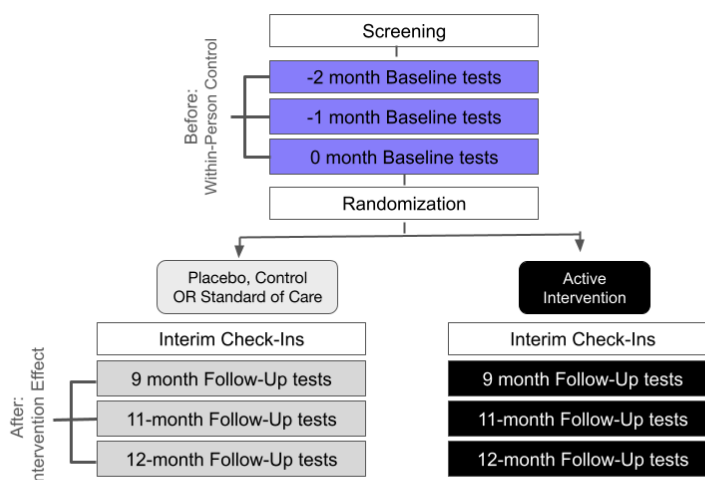 Screening
Before:
Within-Person Control
-2 month Baseline tests
-1 month Baseline tests
0 month Baseline tests
Randomization
Placebo, Control
OR Standard of Care
Active
Intervention
Interim Check-Ins
Interim Check-Ins
After:
Intervention Effect
9 month Follow-Up tests
11-month Follow-Up tests
12-month Follow-Up tests
9 month Follow-Up tests
11-month Follow-Up tests
12-month Follow-Up tests